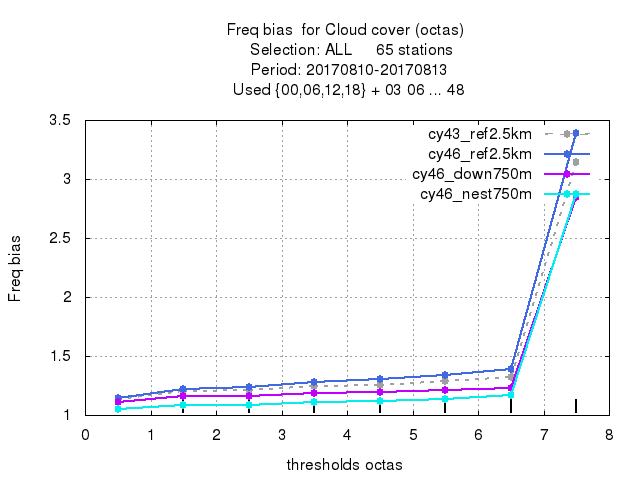 Freq bias  for Cloud cover (octas)
Selection: ALL     65 stations
Period: 20170810-20170813
Used {00,06,12,18} + 03 06 ... 48
3.5
3
2.5
2
1.5
1
Freq bias
cy43_ref2.5km
cy46_ref2.5km
cy46_down750m
cy46_nest750m
0 1 2 3 4 5 6 7 8
thresholds octas